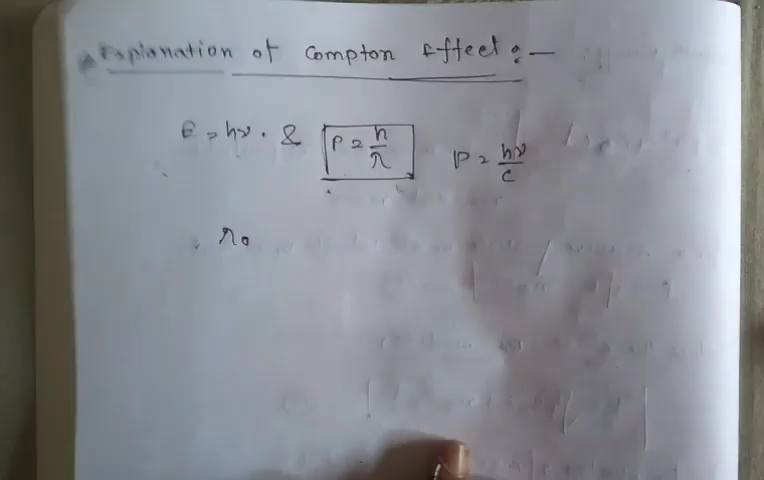 Explanation of Compton Effect :-
E = hν . & P = h/λ P = hν/c
λ0